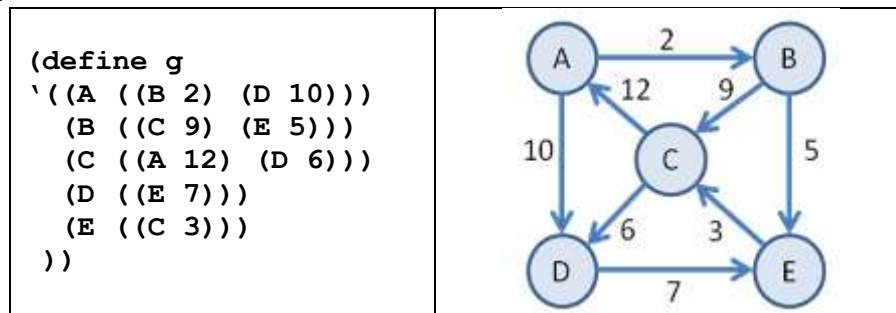 (define g
‘((A ((B 2) (D 10)))
(B ((C 9) (E 5)))
(C ((A 12) (D 6)))
(D ((E 7)))
(E ((C 3)))
))
A 2 B
12 9
10 C 5
6 3
D 7 E